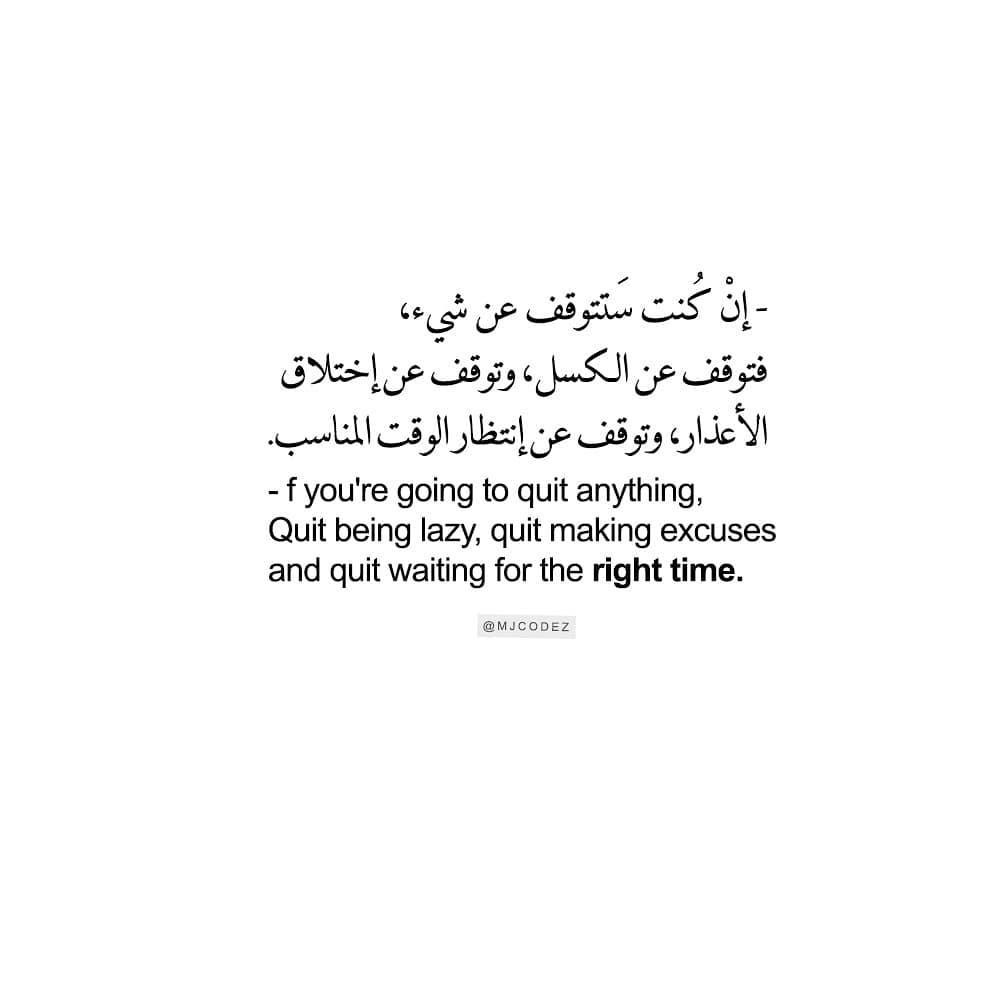 - إنْ كُنت سَتتوقف عن شيء،
فتوقف عن الكسل، وتوقف عن إختلاق
الأعذار، وتوقف عن إنتظار الوقت المناسب.
- f you're going to quit anything,
Quit being lazy, quit making excuses
and quit waiting for the right time.
@MJCODEZ